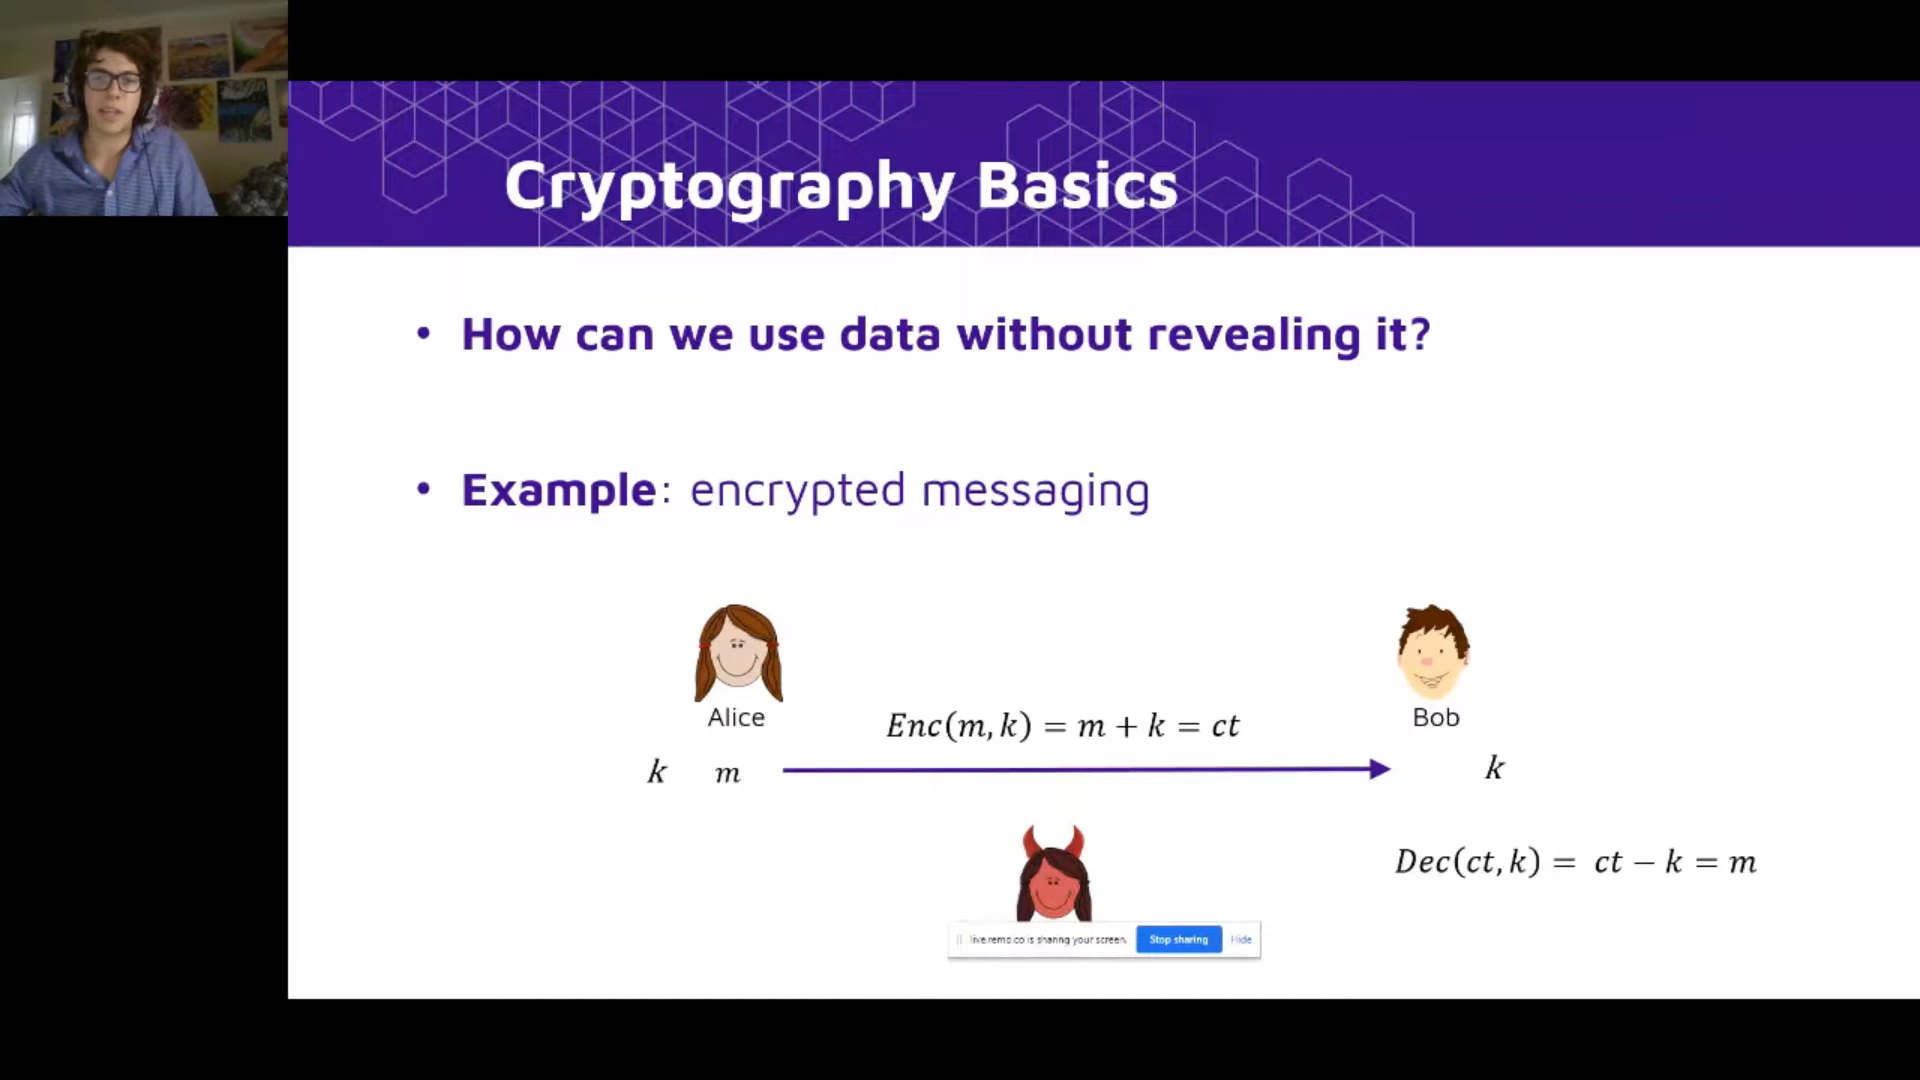 Cryptography Basics
• How can we use data without revealing it?
• Example: encrypted messaging
Alice
Bob
Enc(m, k) = m + k = ct
k m
k
Dec(ct, k) = ct − k = m
live.remo.co is sharing your screen. Stop sharing Hide